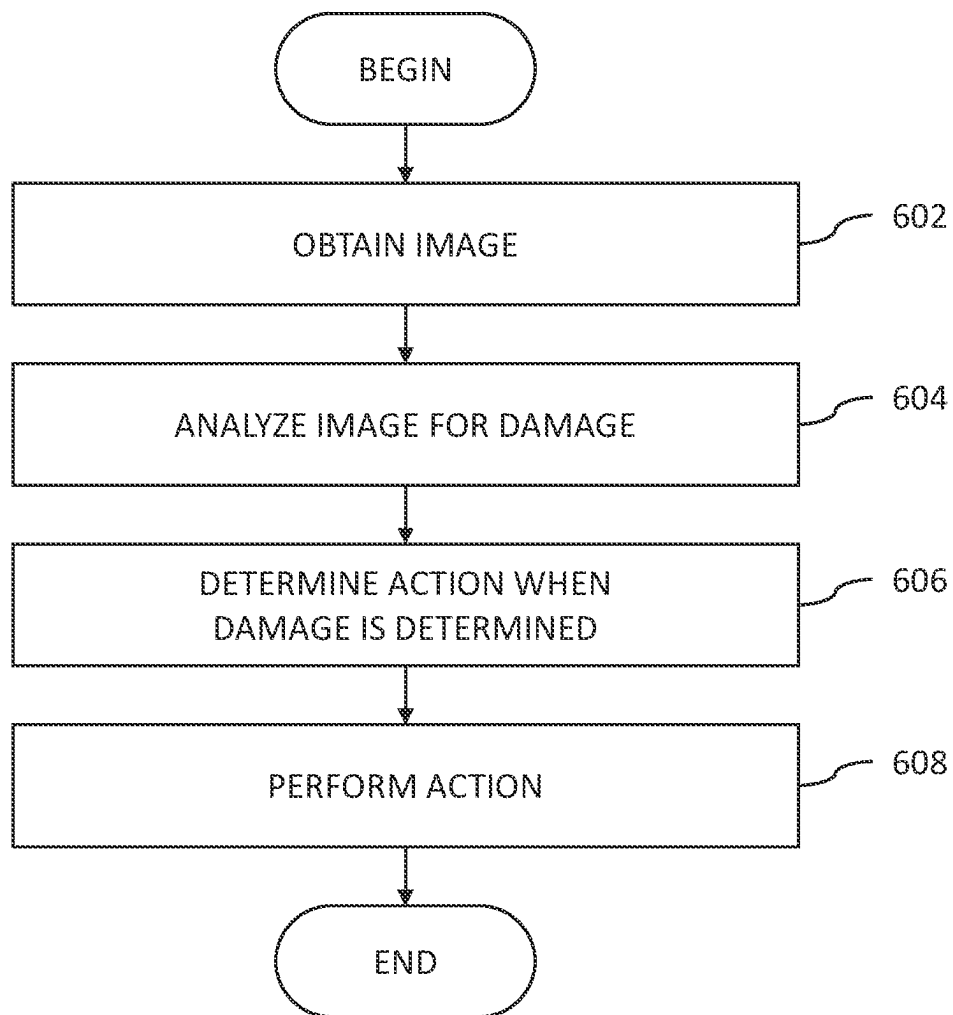 BEGIN
OBTAIN IMAGE
602
ANALYZE IMAGE FOR DAMAGE
604
DETERMINE ACTION WHEN
DAMAGE IS DETERMINED
606
PERFORM ACTION
608
END